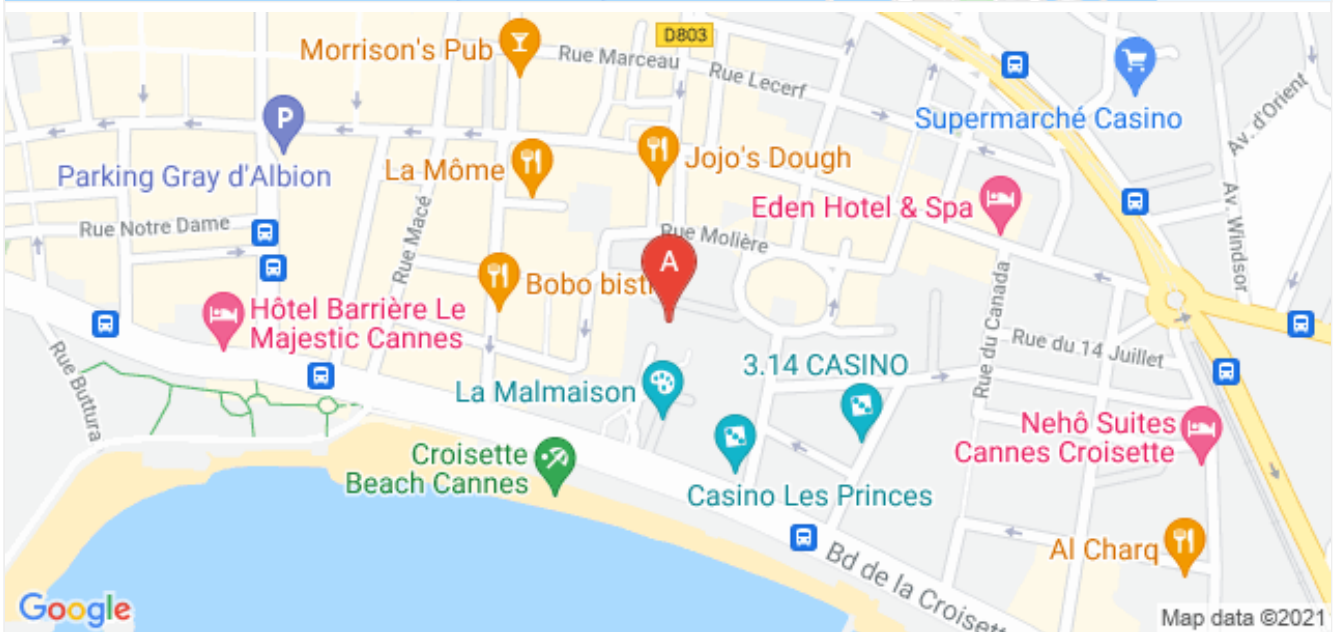 D803
Morrison's Pub
Rue Marceau
Rue Lecerf
Supermarché Casino
Av. d'Orient
P
Parking Gray d'Albion
La Môme
Jojo's Dough
Eden Hotel & Spa
Av. Windsor
Rue Notre Dame
Rue Macé
Rue Molière
A
Bobo bisti
Hôtel Barrière Le
Majestic Cannes
Rue du Canada
Rue du 14 Juillet
Rue Buttura
La Malmaison
3.14 CASINO
Nehô Suites
Cannes Croisette
Croisette
Beach Cannes
Casino Les Princes
Al Charq
Bd de la Croisett
Google
Map data ©2021